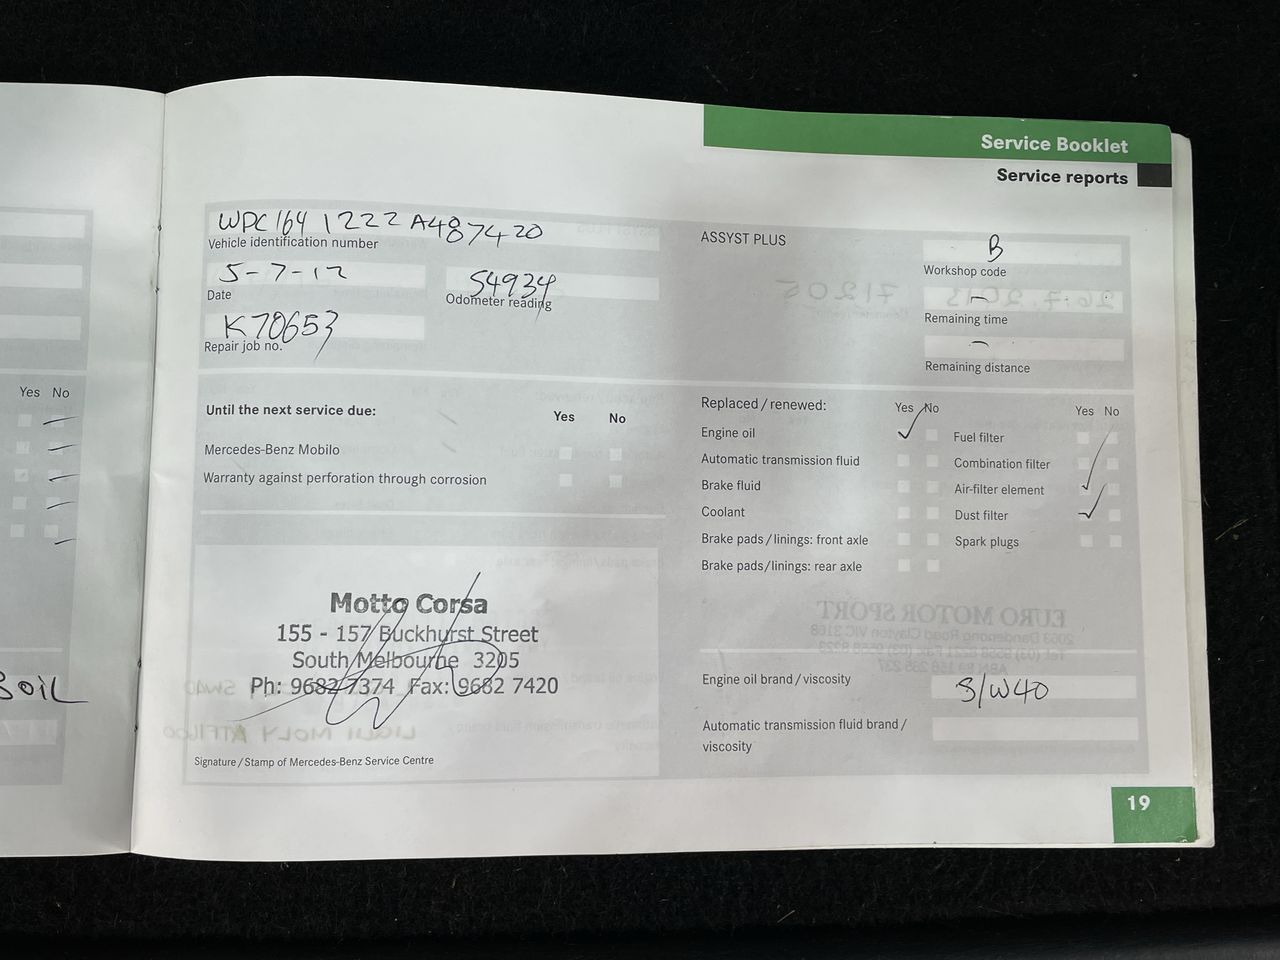 Service Booklet
Service reports
WDC164 1222 A487420
Vehicle identification number
5-7-12
Date
54934
Odometer reading
K70653
Repair job no.
ASSYST PLUS
B
Workshop code
–
Remaining time
–
Remaining distance
Yes No
Until the next service due: Yes No
Mercedes-Benz Mobilo
Warranty against perforation through corrosion
Replaced / renewed: Yes No
Engine oil
Automatic transmission fluid
Brake fluid
Coolant
Brake pads / linings: front axle
Brake pads/linings: rear axle
Yes No
Fuel filter
Combination filter
Air-filter element
Dust filter
Spark plugs
Motto Corsa
155 - 157 Buckhurst Street
South Melbourne 3205
Ph: 9682 7374 Fax: 9682 7420
Signature / Stamp of Mercedes-Benz Service Centre
Engine oil brand / viscosity
5/W40
Automatic transmission fluid brand /
viscosity
OIL
19